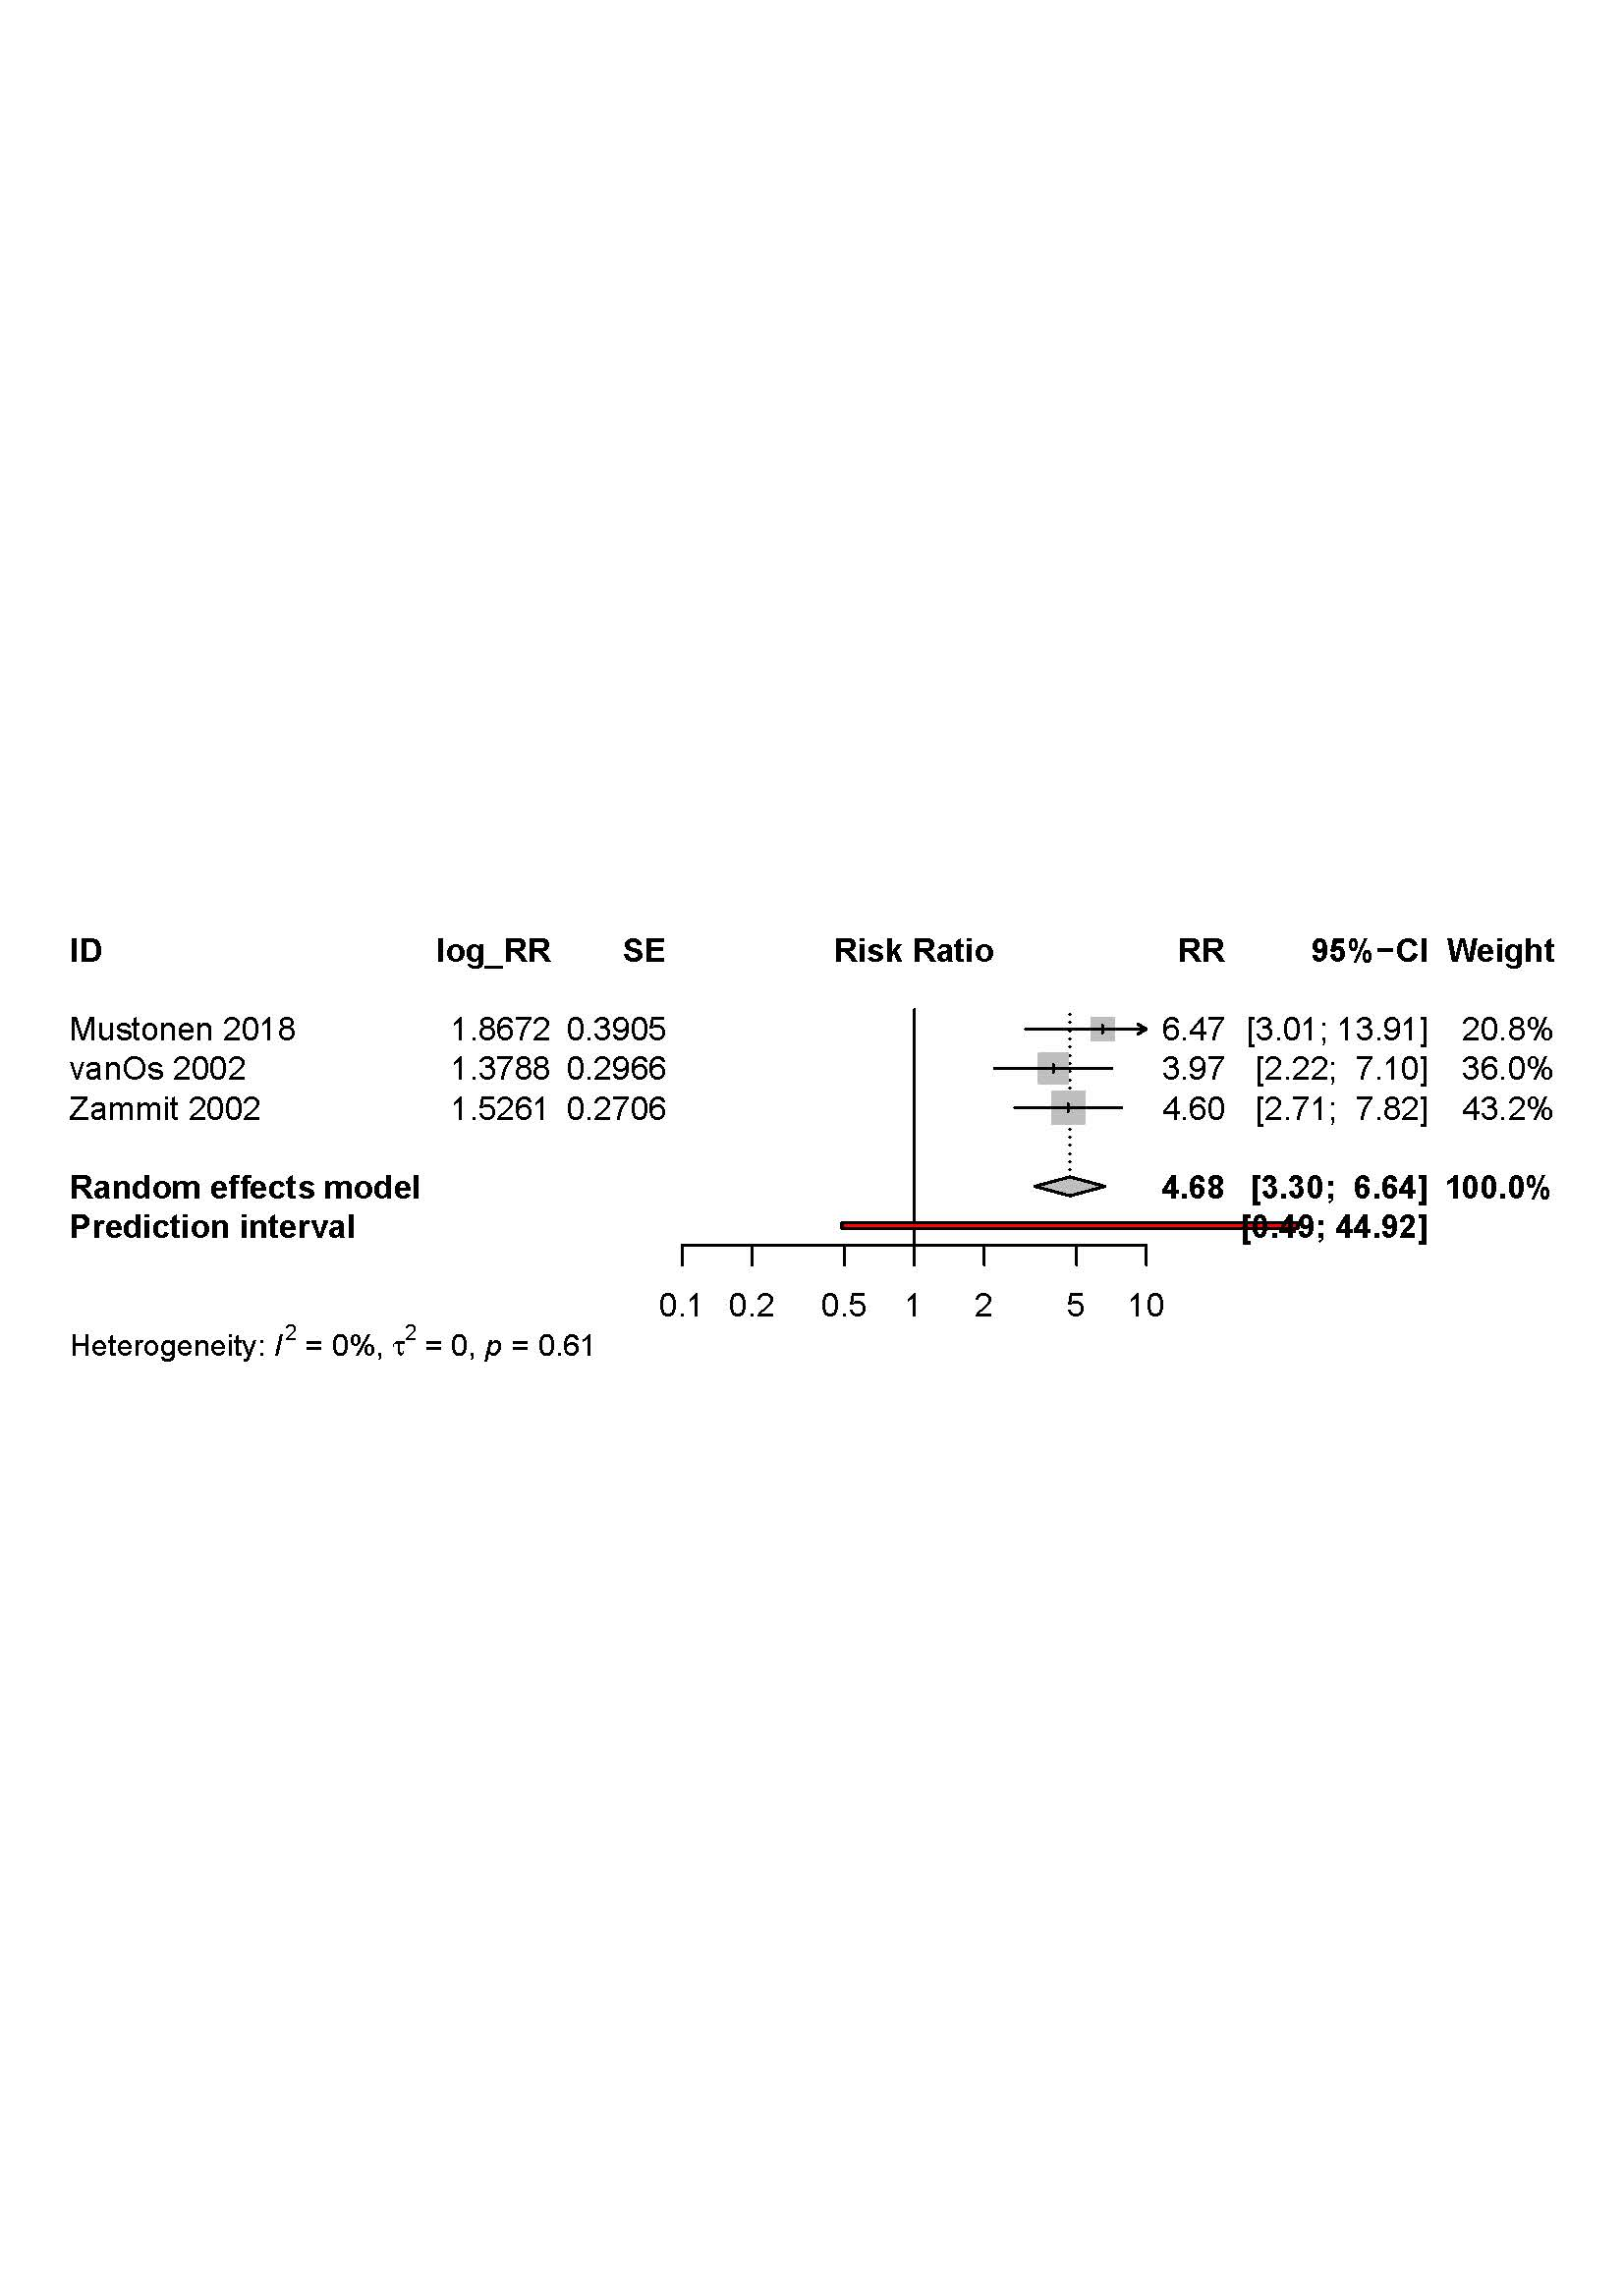 ID log_RR SE Risk Ratio RR 95%−CI Weight
Mustonen 2018 1.8672 0.3905 6.47 [3.01; 13.91] 20.8%
vanOs 2002 1.3788 0.2966 3.97 [2.22; 7.10] 36.0%
Zammit 2002 1.5261 0.2706 4.60 [2.71; 7.82] 43.2%
Random effects model 4.68 [3.30; 6.64] 100.0%
Prediction interval [0.49; 44.92]
0.1 0.2 0.5 1 2 5 10
Heterogeneity: I² = 0%, τ² = 0, p = 0.61